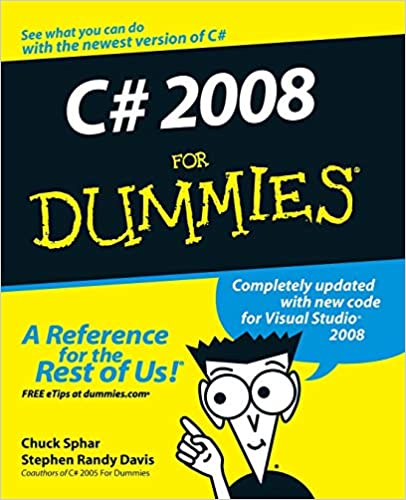 See what you can do
with the newest version of C#
C# 2008
FOR
DUMMIES®
Completely updated
with new code
for Visual Studio®
2008
A Reference
for the
Rest of Us!®
FREE eTips at dummies.com®
Chuck Sphar
Stephen Randy Davis
Coauthors of C# 2005 For Dummies